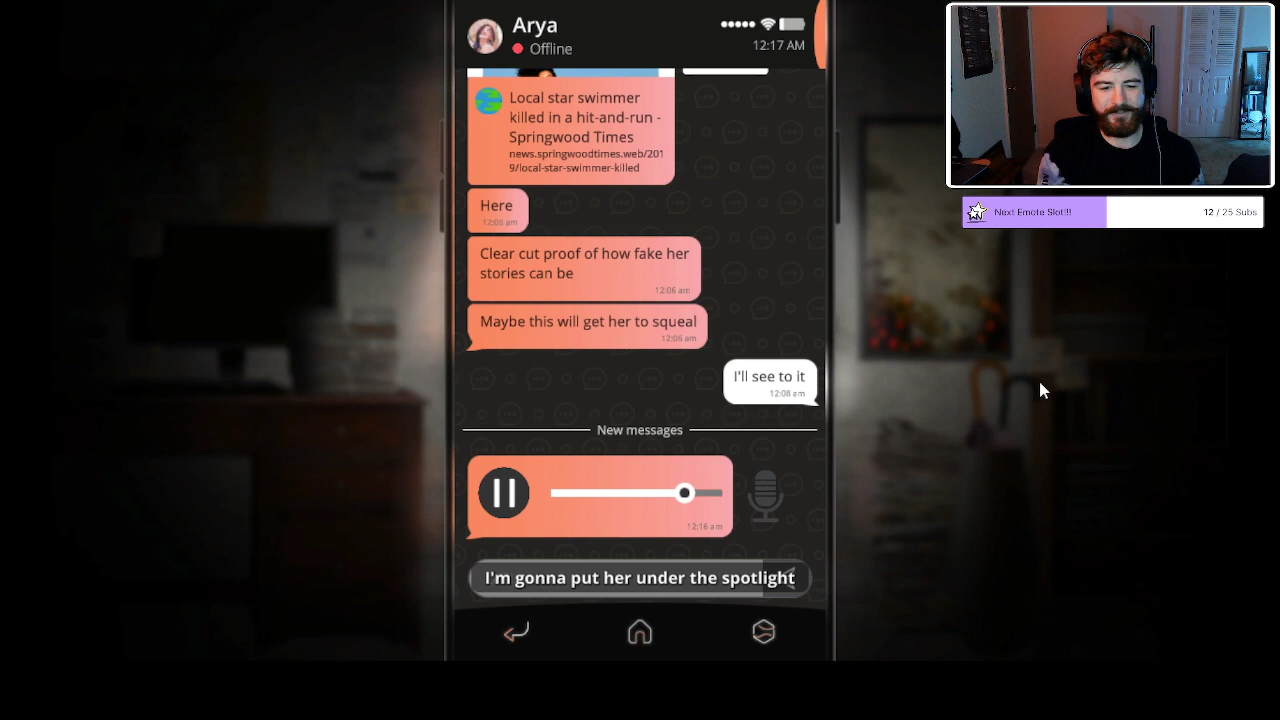 Arya
Offline
12:17 AM
Local star swimmer
killed in a hit-and-run -
Springwood Times
news.springwoodtimes.web/201
9/local-star-swimmer-killed
Here
12:06 am
Clear cut proof of how fake her
stories can be
12:06 am
Maybe this will get her to squeal
12:06 am
I'll see to it
12:08 am
New messages
12:16 am
I'm gonna put her under the spotlight
Next Emote Slot!!!
12 / 25 Subs